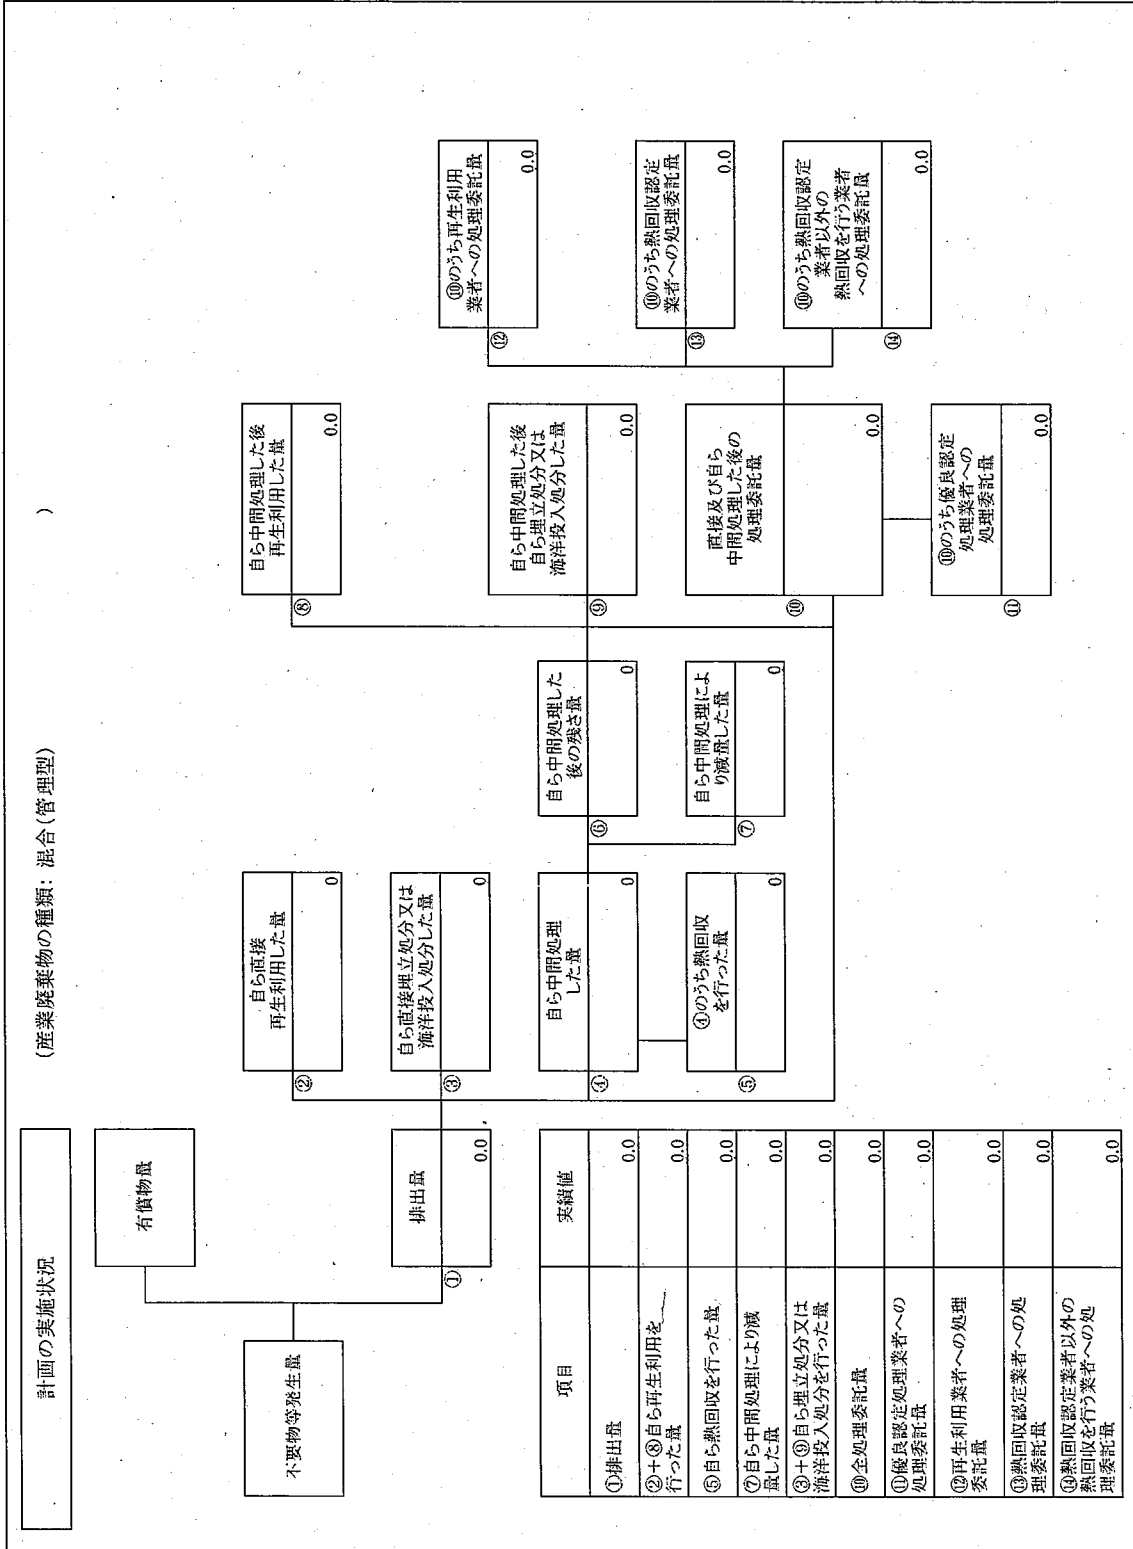 計画の実施状況
(産業廃棄物の種類: 混合(管理型)
)
不要物等発生量
有償物量
①
排出量
0.0
②
自ら直接
再生利用した量
0
③
自ら直接埋立処分又は
海洋投入処分した量
0
④
自ら中間処理
した量
0
⑤
④のうち熱回収
を行った量
0
⑥
自ら中間処理した
後の残さ量
0
⑦
自ら中間処理によ
り減量した量
0
⑧
自ら中間処理した後
再生利用した量
0.0
⑨
自ら中間処理した後
自ら埋立処分又は
海洋投入処分した量
0.0
⑩
直接及び自ら
中間処理した後の
処理委託量
0.0
⑪
⑩のうち優良認定
処理業者への
処理委託量
0.0
⑫
⑩のうち再生利用
業者への処理委託量
0.0
⑬
⑩のうち熱回収認定
業者への処理委託量
0.0
⑭
⑩のうち熱回収認定
業者以外の
熱回収を行う業者
への処理委託量
0.0
項目 実績値
①排出量 0.0
②+⑧自ら再生利用を
行った量 0.0
⑤自ら熱回収を行った量 0.0
⑦自ら中間処理により減
量した量 0.0
③+⑨自ら埋立処分又は
海洋投入処分を行った量 0.0
⑩全処理委託量 0.0
⑪優良認定処理業者への
処理委託量 0.0
⑫再生利用業者への処理
委託量 0.0
⑬熱回収認定業者への処
理委託量 0.0
⑭熱回収認定業者以外の
熱回収を行う業者への処
理委託量 0.0